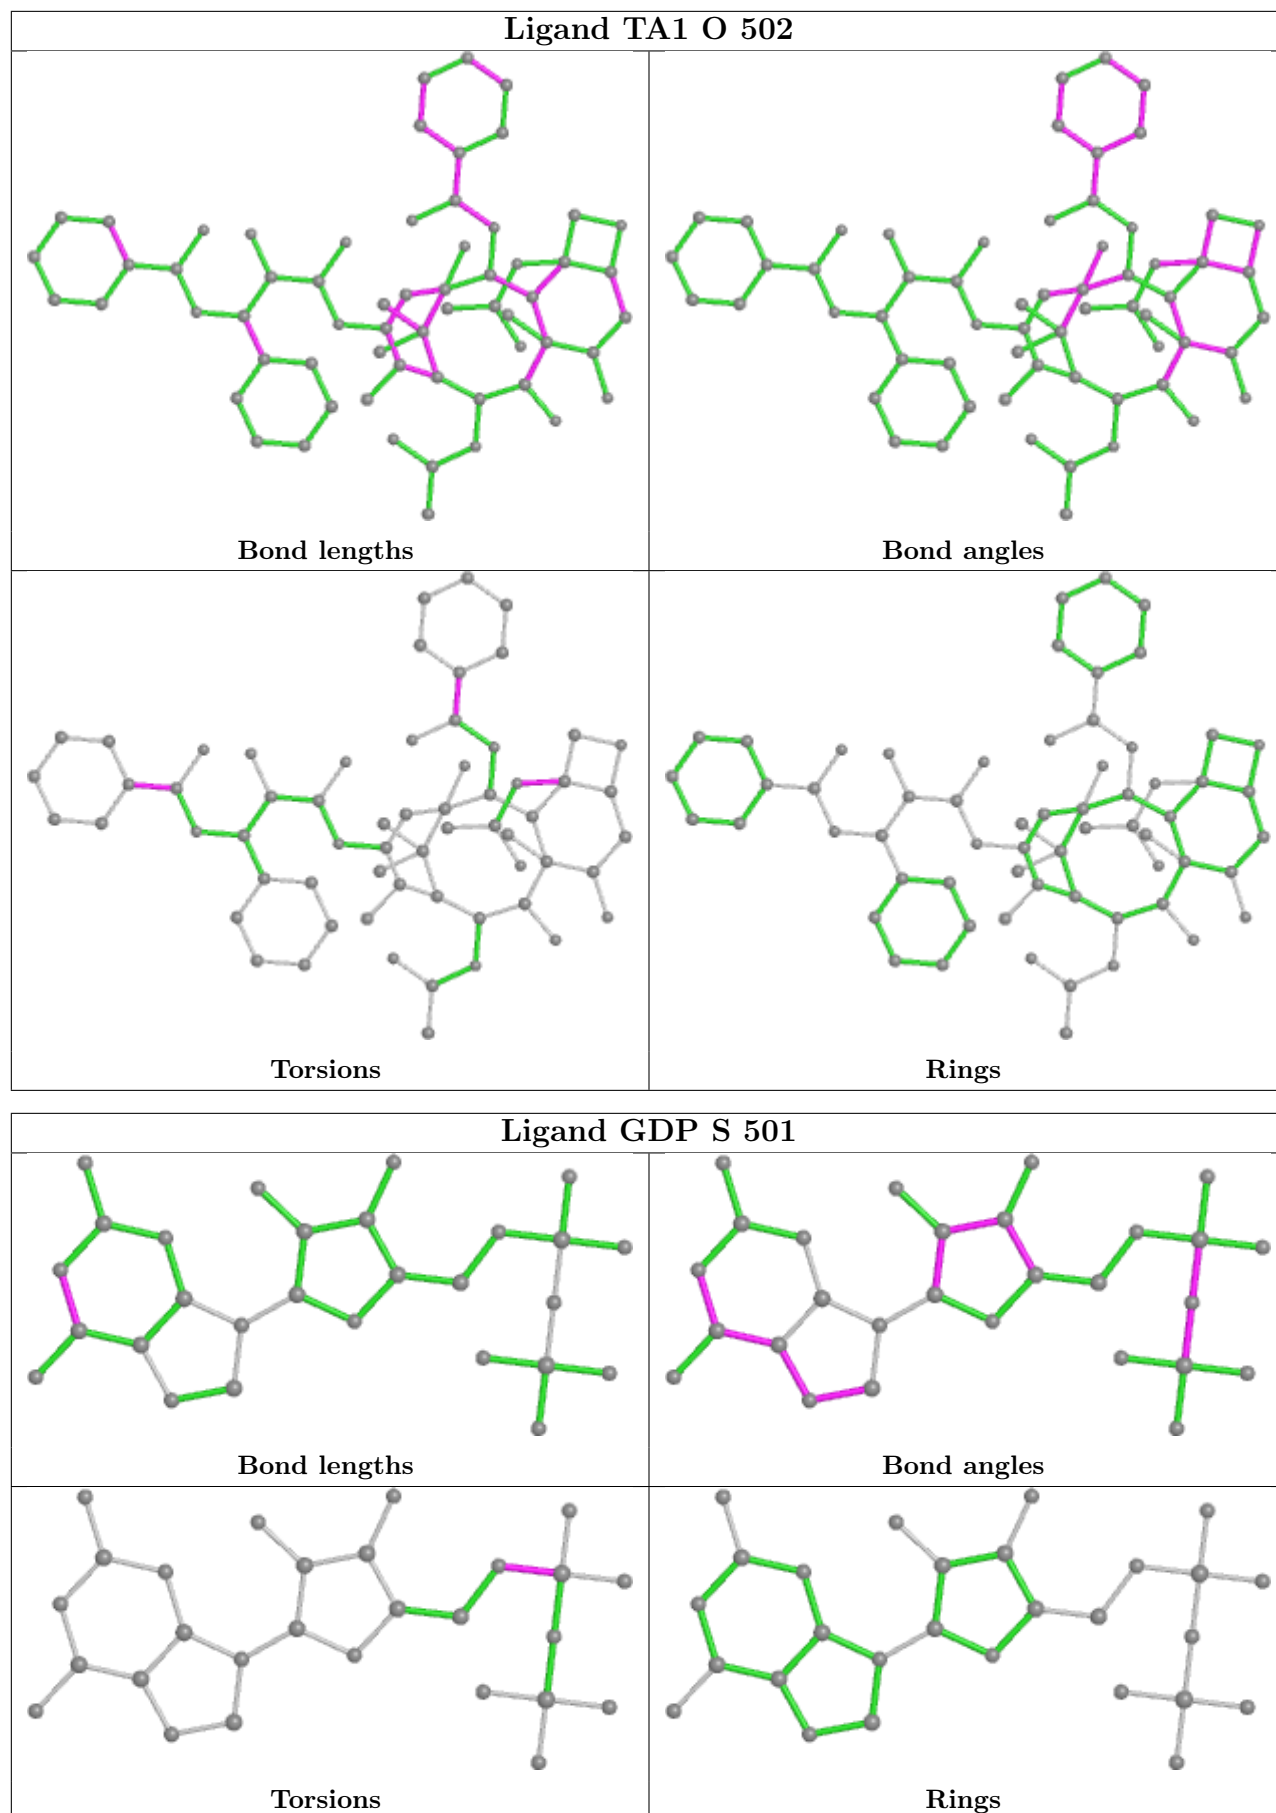 Ligand TA1 O 502
Bond lengths
Bond angles
Torsions
Rings
Ligand GDP S 501
Bond lengths
Bond angles
Torsions
Rings